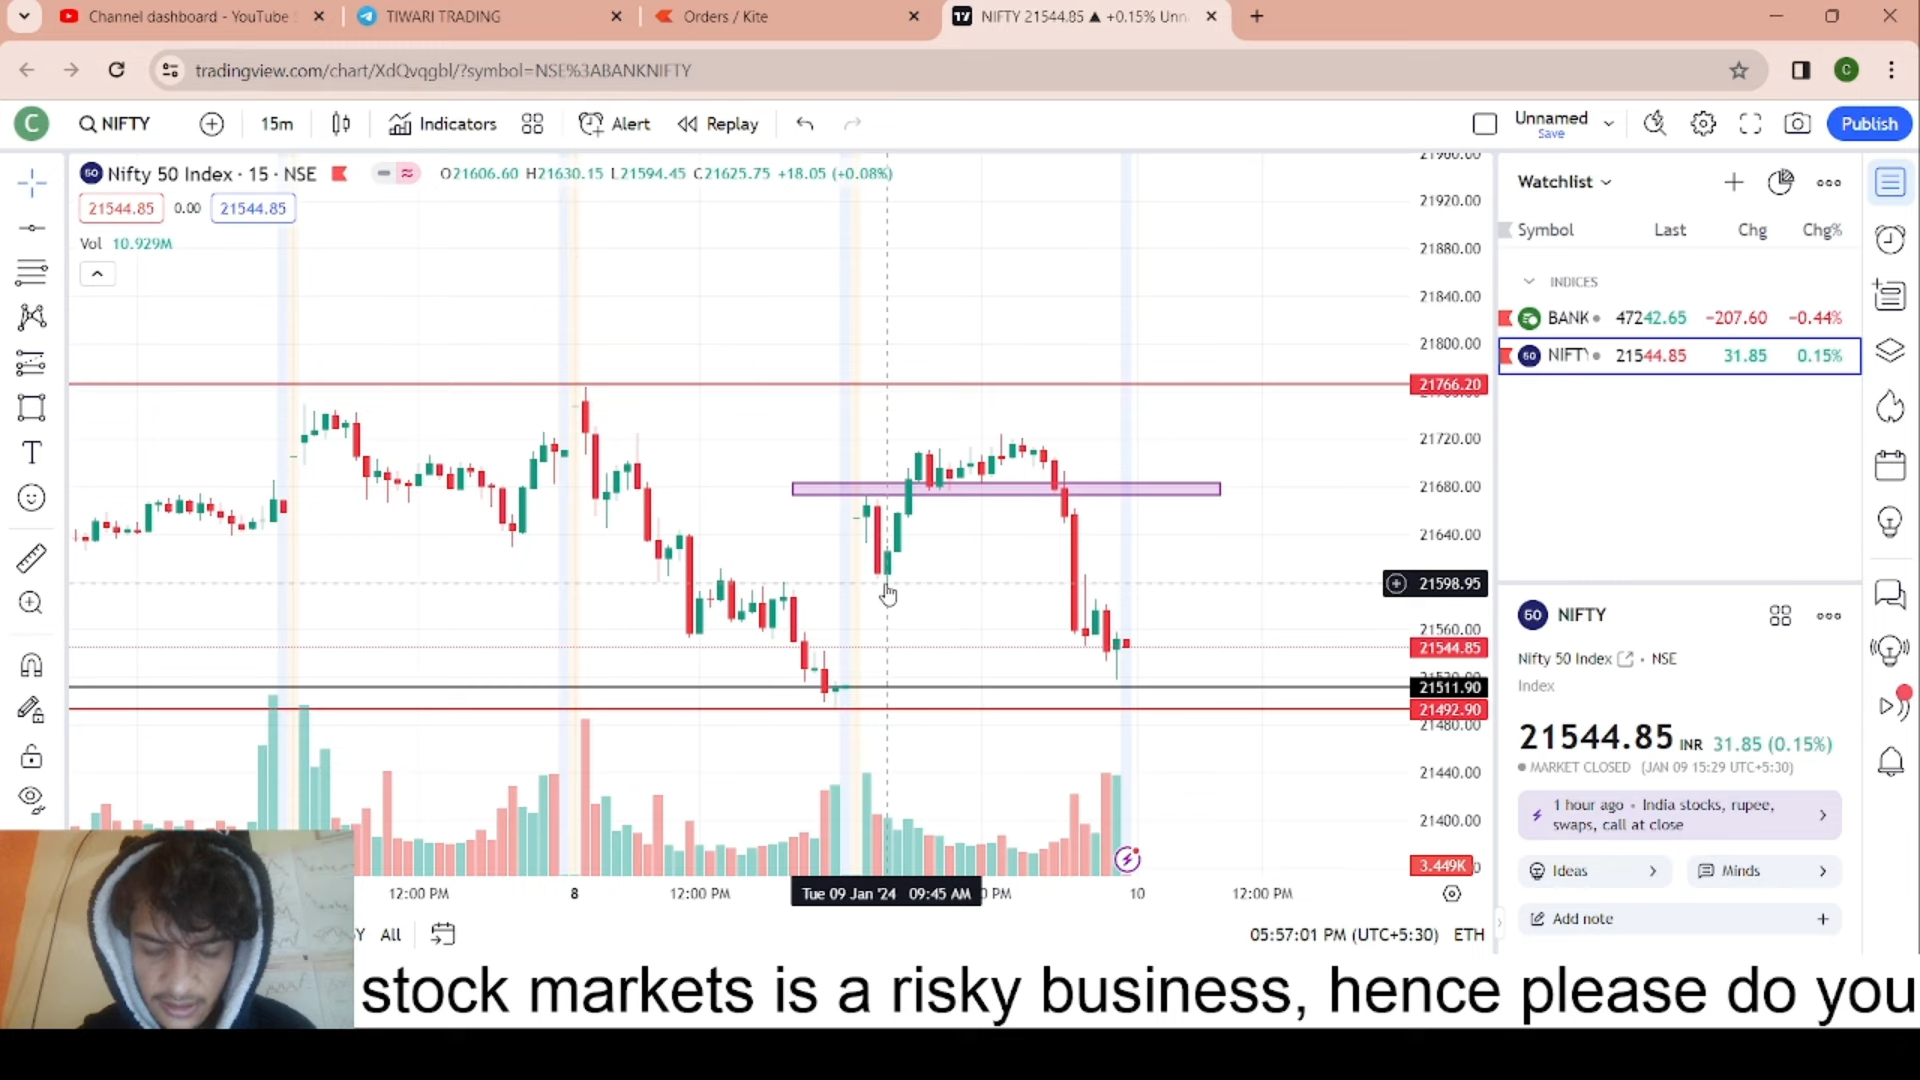 Channel dashboard - YouTube
TIWARI TRADING
Orders / Kite
NIFTY 21544.85 ▲ +0.15% Unn
tradingview.com/chart/XdQvqgbl/?symbol=NSE%3ABANKNIFTY
C
C
NIFTY
15m
Indicators
Alert
Replay
Unnamed
Save
Publish
50 Nifty 50 Index · 15 · NSE
O21606.60 H21630.15 L21594.45 C21625.75 +18.05 (+0.08%)
21544.85 0.00 21544.85
Vol 10.929M
21920.00
21880.00
21840.00
21800.00
21766.20
21720.00
21680.00
21640.00
21598.95
21560.00
21544.85
21511.90
21492.90
21480.00
21440.00
21400.00
3.449K
12:00 PM
8
12:00 PM
Tue 09 Jan '24 09:45 AM
PM
10
12:00 PM
All
05:57:01 PM (UTC+5:30) ETH
Watchlist
Symbol Last Chg Chg%
INDICES
BANK 47242.65 −207.60 −0.44%
50 NIFTY 21544.85 31.85 0.15%
50 NIFTY
Nifty 50 Index · NSE
Index
21544.85 INR 31.85 (0.15%)
MARKET CLOSED (JAN 09 15:29 UTC+5:30)
1 hour ago • India stocks, rupee,
swaps, call at close
Ideas
Minds
Add note
stock markets is a risky business, hence please do you